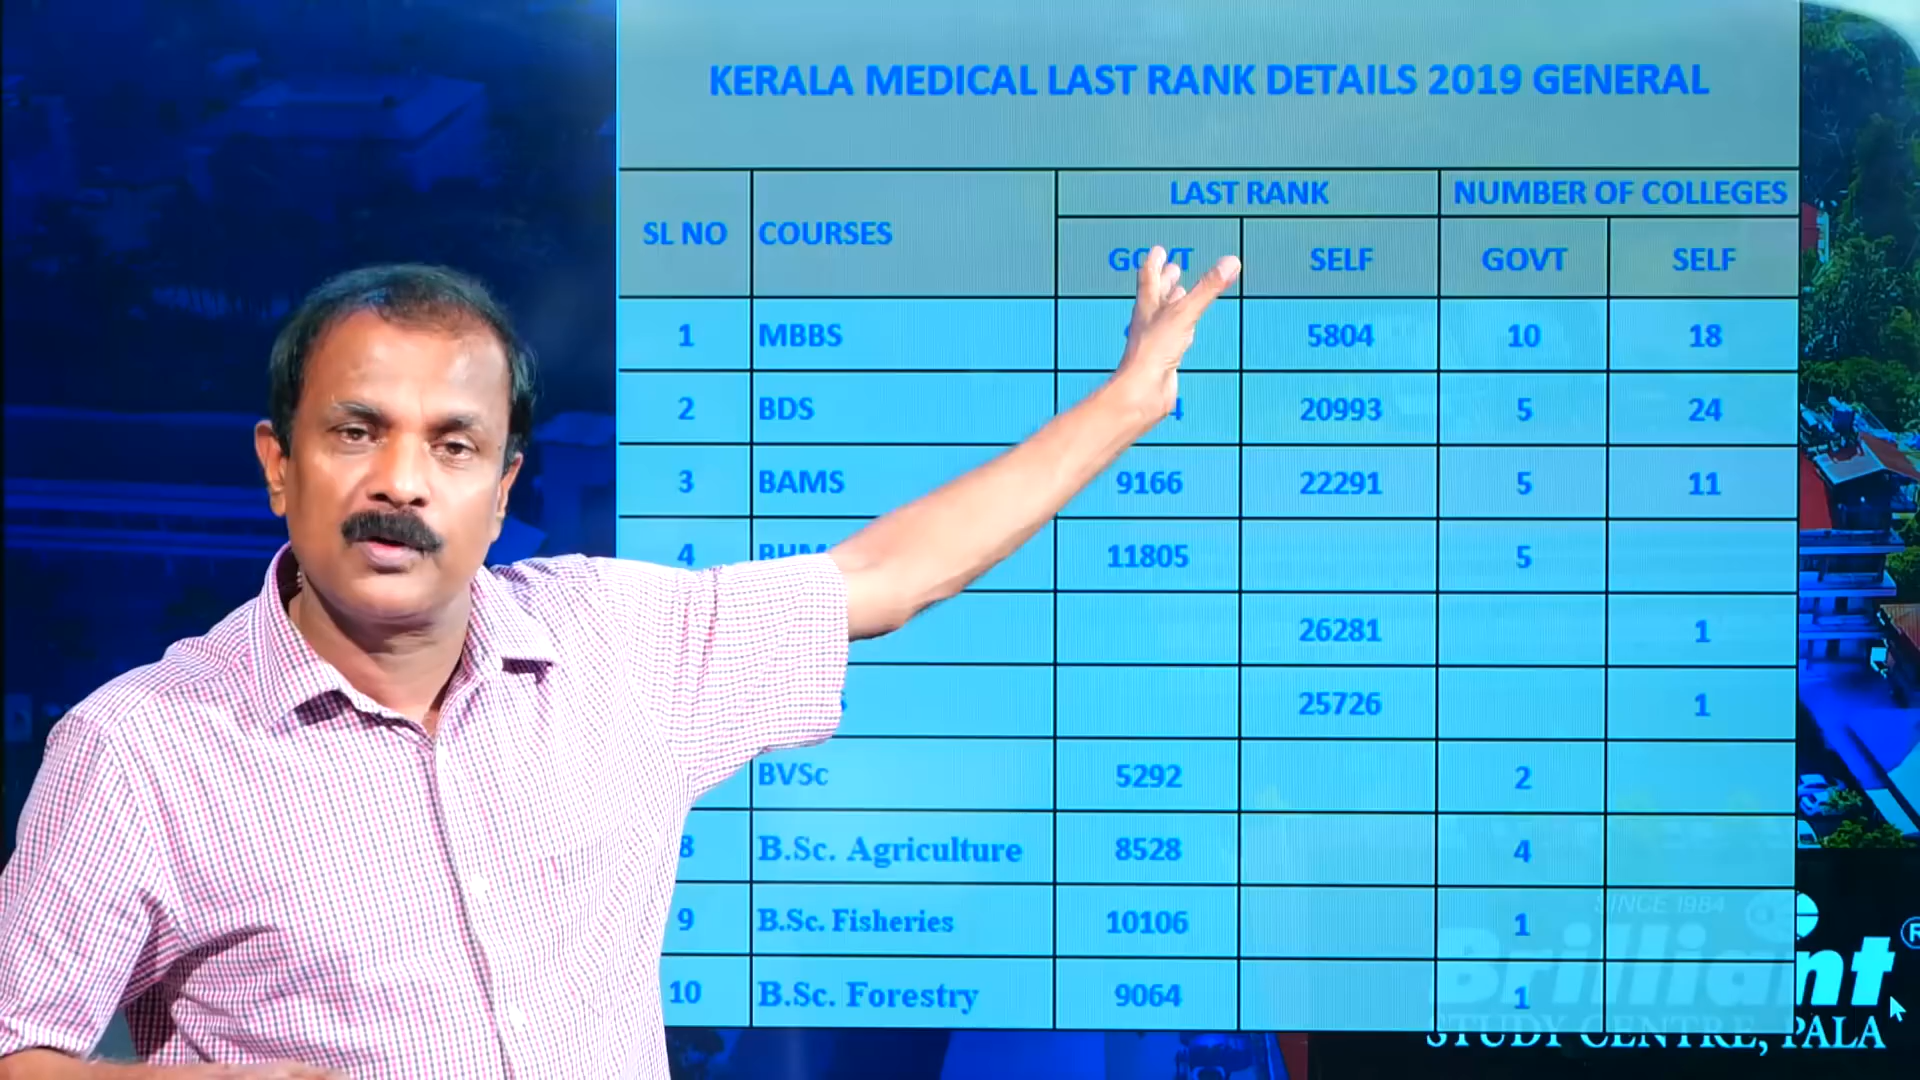 KERALA MEDICAL LAST RANK DETAILS 2019 GENERAL
SL NO COURSES LAST RANK NUMBER OF COLLEGES
GOVT SELF GOVT SELF
1 MBBS 5804 10 18
2 BDS 20993 5 24
3 BAMS 9166 22291 5 11
4 11805 5
26281 1
25726 1
BVSc 5292 2
8 B.Sc. Agriculture 8528 4
9 B.Sc. Fisheries 10106 1
10 B.Sc. Forestry 9064 1
SINCE 1984
Brilliant
STUDY CENTRE, PALA